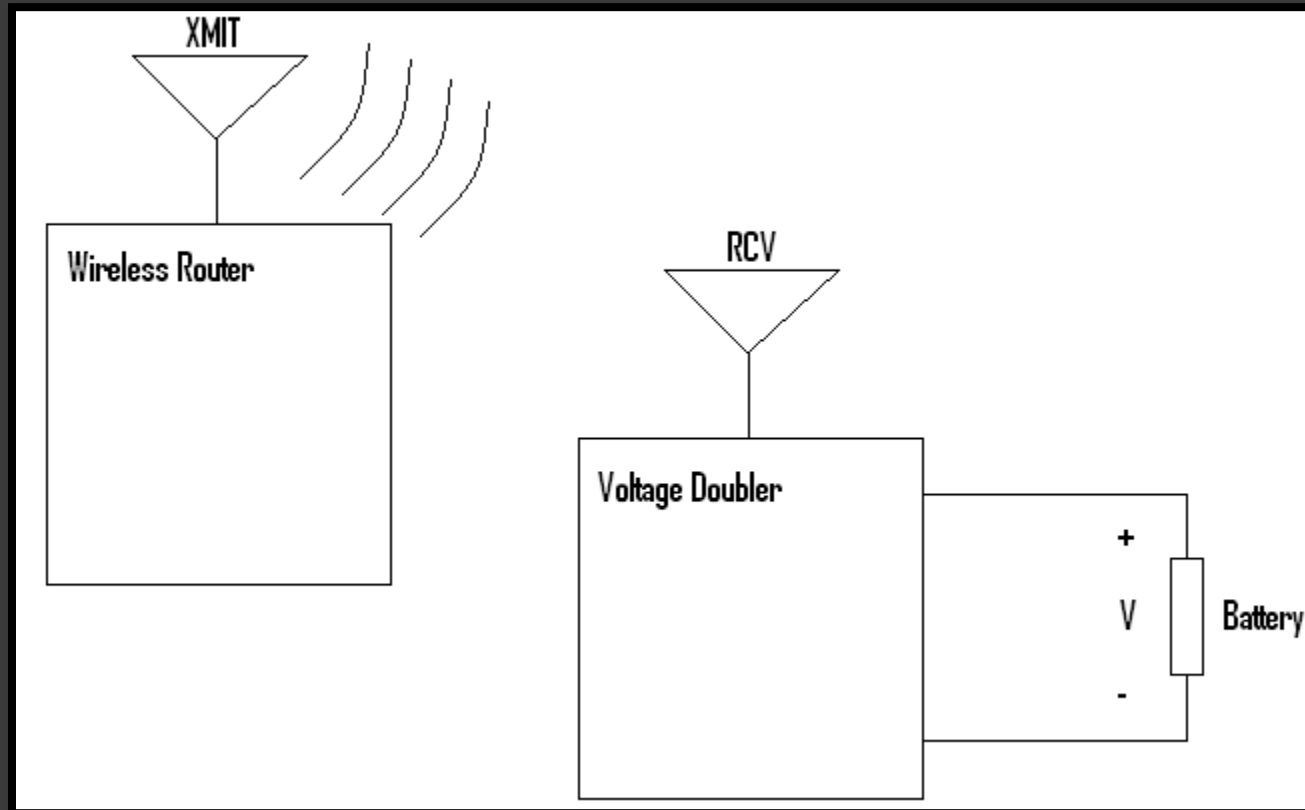 XMIT
Wireless Router
RCV
Voltage Doubler
+
V
Battery
-